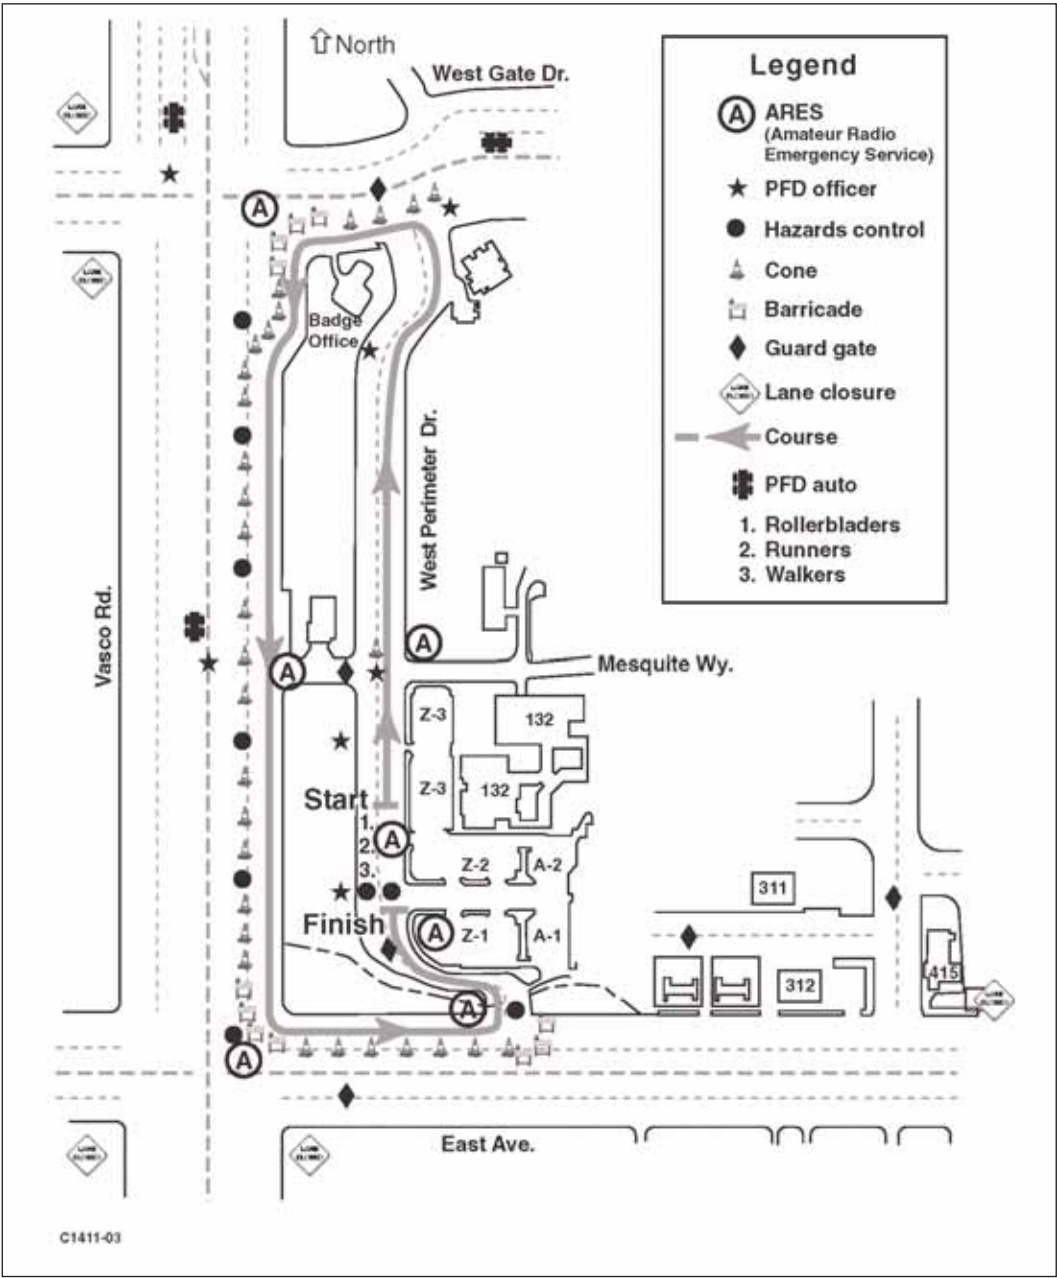 North
West Gate Dr.
Legend
A
ARES
(Amateur Radio
Emergency Service)
PFD officer
Hazards control
Cone
Barricade
Guard gate
Lane closure
Course
PFD auto
1. Rollerbladers
2. Runners
3. Walkers
A
Badge
Office
West Perimeter Dr.
Vasco Rd.
A
A
Mesquite Wy.
Z-3
132
Z-3
132
Start
1.
2.
3.
A
Z-2
A-2
311
Finish
A
Z-1
A-1
415
312
A
A
East Ave.
C1411-03